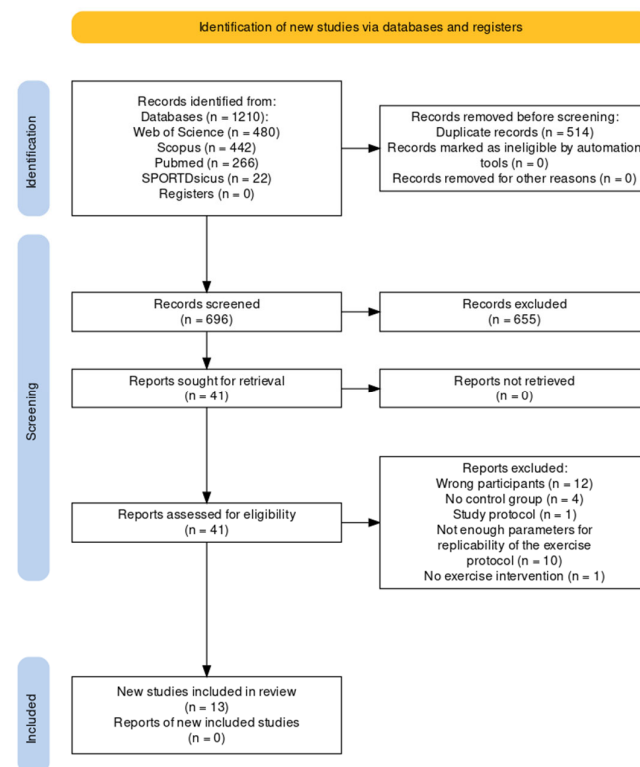 Identification of new studies via databases and registers
Identification
Records identified from:
Databases (n = 1210):
Web of Science (n = 480)
Scopus (n = 442)
Pubmed (n = 266)
SPORTDsicus (n = 22)
Registers (n = 0)
Records removed before screening:
Duplicate records (n = 514)
Records marked as ineligible by automation
tools (n = 0)
Records removed for other reasons (n = 0)
Screening
Records screened
(n = 696)
Records excluded
(n = 655)
Reports sought for retrieval
(n = 41)
Reports not retrieved
(n = 0)
Reports assessed for eligibility
(n = 41)
Reports excluded:
Wrong participants (n = 12)
No control group (n = 4)
Study protocol (n = 1)
Not enough parameters for
replicability of the exercise
protocol (n = 10)
No exercise intervention (n = 1)
Included
New studies included in review
(n = 13)
Reports of new included studies
(n = 0)